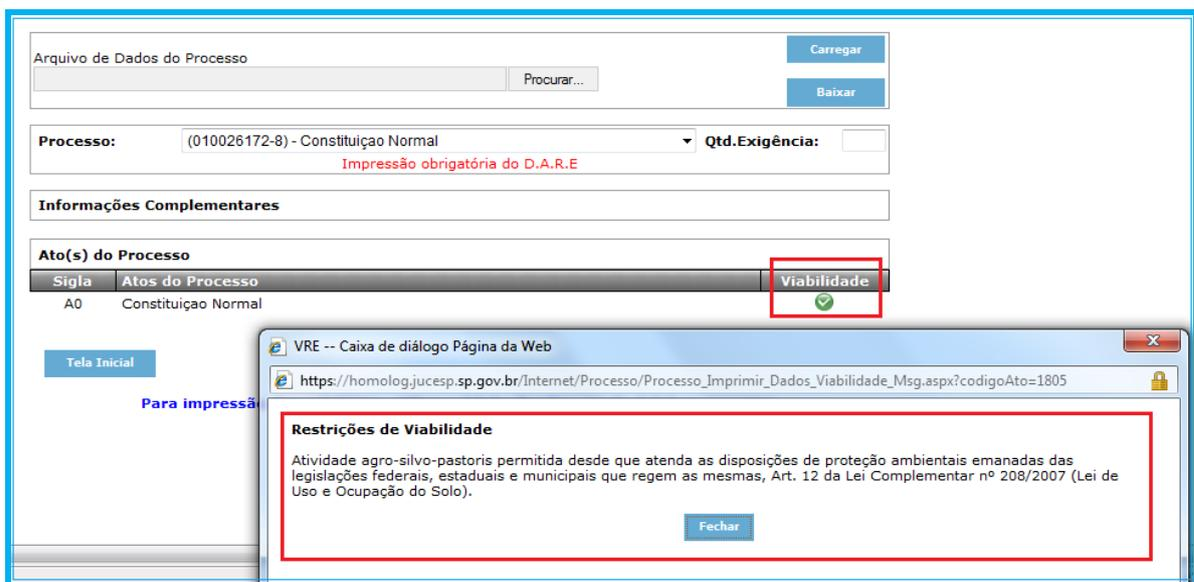 Carregar
Arquivo de Dados do Processo
Procurar...
Baixar
Processo: (010026172-8) - Constituiçao Normal Qtd.Exigência:
Impressão obrigatória do D.A.R.E
Informações Complementares
Ato(s) do Processo
Sigla Atos do Processo Viabilidade
A0 Constituiçao Normal
Tela Inicial
Para impressã
VRE -- Caixa de diálogo Página da Web
https://homolog.jucesp.sp.gov.br/Internet/Processo/Processo_Imprimir_Dados_Viabilidade_Msg.aspx?codigoAto=1805
Restrições de Viabilidade
Atividade agro-silvo-pastoris permitida desde que atenda as disposições de proteção ambientais emanadas das
legislações federais, estaduais e municipais que regem as mesmas, Art. 12 da Lei Complementar nº 208/2007 (Lei de
Uso e Ocupação do Solo).
Fechar